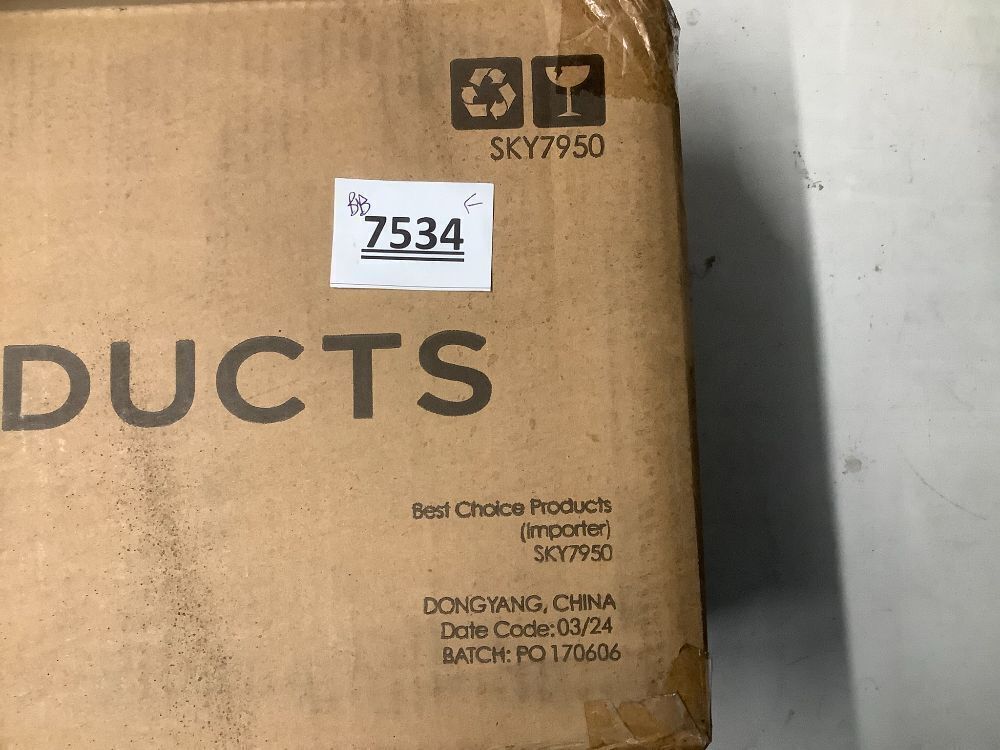 SKY7950
BB
7534
DUCTS
Best Choice Products
(Importer)
SKY7950
DONGYANG, CHINA
Date Code: 03/24
BATCH: PO 170606